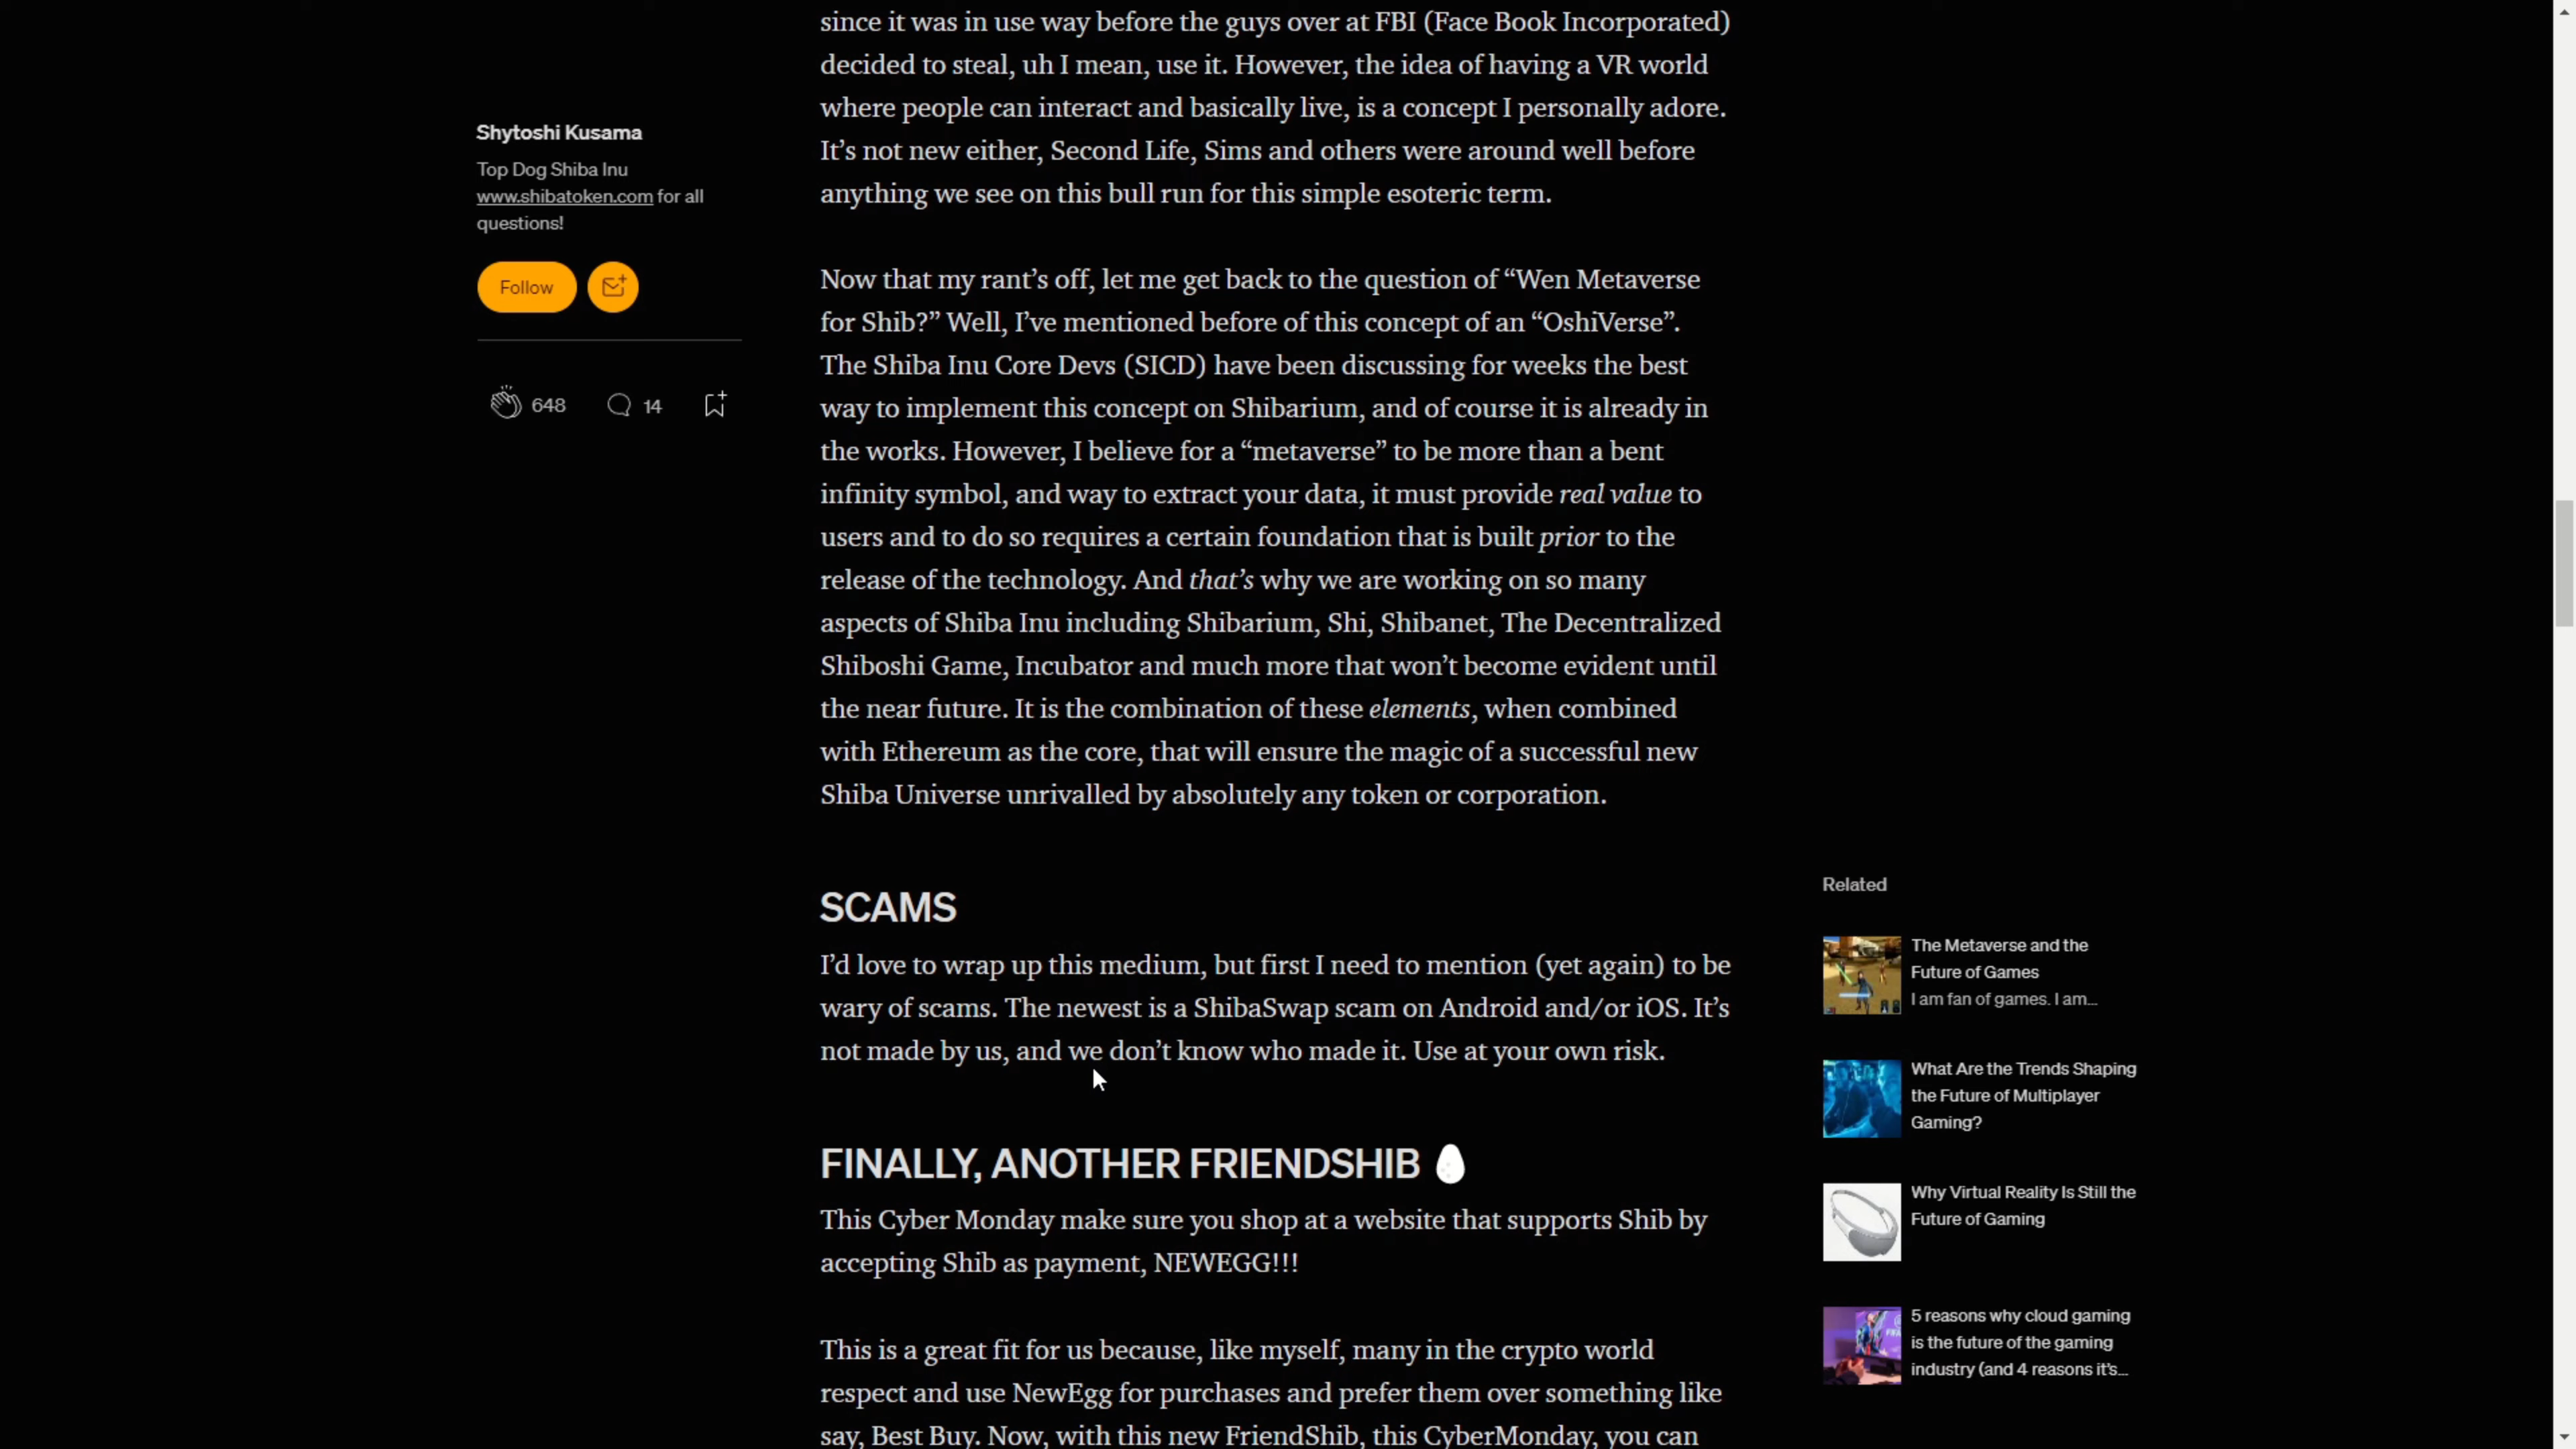 since it was in use way before the guys over at FBI (Face Book Incorporated)
decided to steal, uh I mean, use it. However, the idea of having a VR world
where people can interact and basically live, is a concept I personally adore.
It’s not new either, Second Life, Sims and others were around well before
anything we see on this bull run for this simple esoteric term.
Shytoshi Kusama
Top Dog Shiba Inu
www.shibatoken.com for all
questions!
Follow
648
14
Now that my rant’s off, let me get back to the question of “Wen Metaverse
for Shib?” Well, I’ve mentioned before of this concept of an “OshiVerse”.
The Shiba Inu Core Devs (SICD) have been discussing for weeks the best
way to implement this concept on Shibarium, and of course it is already in
the works. However, I believe for a “metaverse” to be more than a bent
infinity symbol, and way to extract your data, it must provide real value to
users and to do so requires a certain foundation that is built prior to the
release of the technology. And that’s why we are working on so many
aspects of Shiba Inu including Shibarium, Shi, Shibanet, The Decentralized
Shiboshi Game, Incubator and much more that won’t become evident until
the near future. It is the combination of these elements, when combined
with Ethereum as the core, that will ensure the magic of a successful new
Shiba Universe unrivalled by absolutely any token or corporation.
SCAMS
I’d love to wrap up this medium, but first I need to mention (yet again) to be
wary of scams. The newest is a ShibaSwap scam on Android and/or iOS. It’s
not made by us, and we don’t know who made it. Use at your own risk.
FINALLY, ANOTHER FRIENDSHIB
This Cyber Monday make sure you shop at a website that supports Shib by
accepting Shib as payment, NEWEGG!!!
This is a great fit for us because, like myself, many in the crypto world
respect and use NewEgg for purchases and prefer them over something like
say, Best Buy. Now, with this new FriendShib, this CyberMonday, you can
Related
The Metaverse and the
Future of Games
I am fan of games. I am...
What Are the Trends Shaping
the Future of Multiplayer
Gaming?
Why Virtual Reality Is Still the
Future of Gaming
5 reasons why cloud gaming
is the future of the gaming
industry (and 4 reasons it’s...